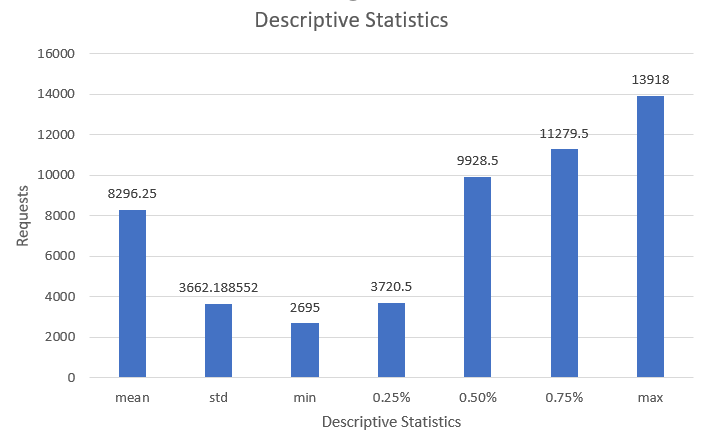 Descriptive Statistics
16000
14000
12000
10000
8000
6000
4000
2000
0
Requests
8296.25
3662.188552
2695
3720.5
9928.5
11279.5
13918
mean
std
min
0.25%
0.50%
0.75%
max
Descriptive Statistics